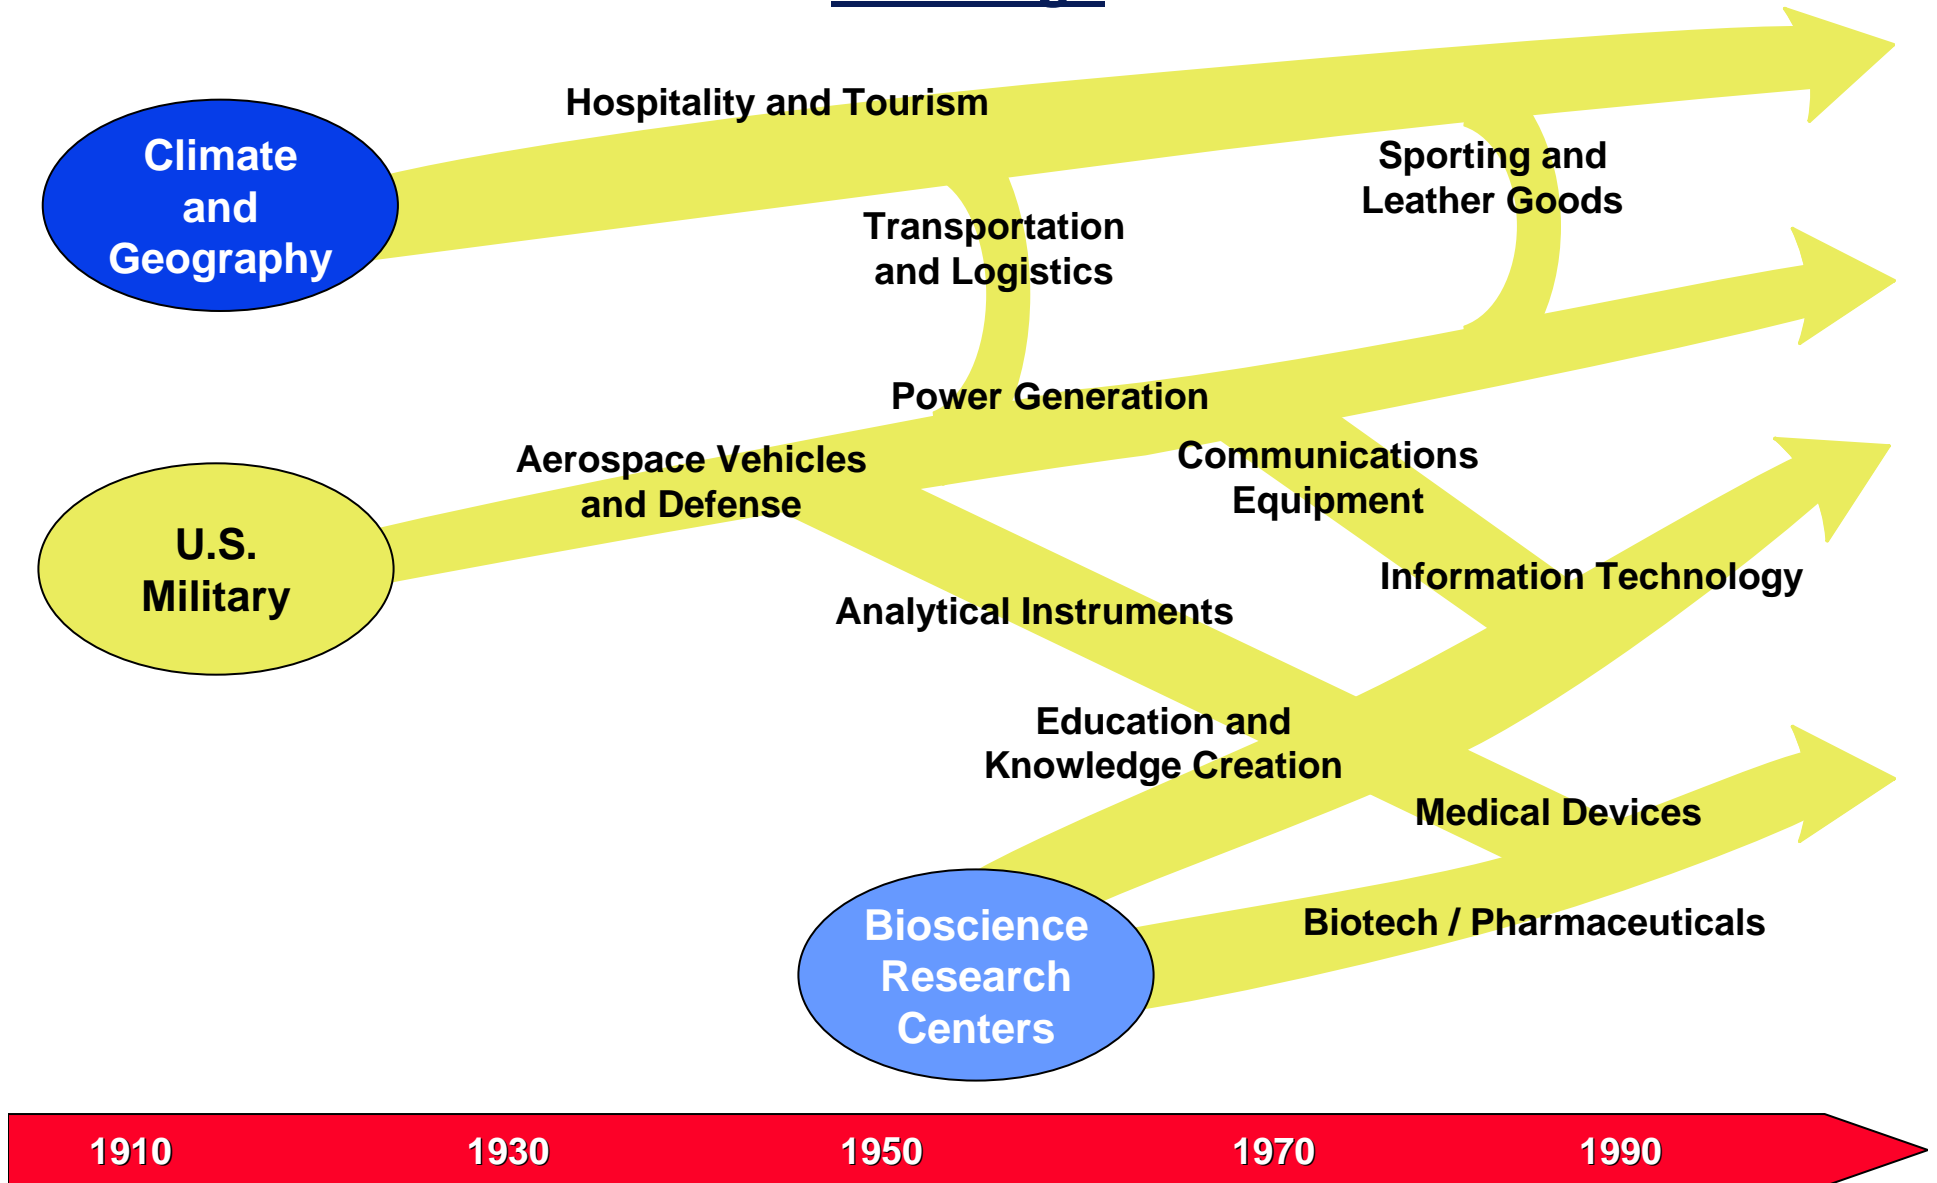 Hospitality and Tourism
Climate
and
Geography
Sporting and
Leather Goods
Transportation
and Logistics
Power Generation
Aerospace Vehicles
and Defense
Communications
Equipment
U.S.
Military
Information Technology
Analytical Instruments
Education and
Knowledge Creation
Medical Devices
Biotech / Pharmaceuticals
Bioscience
Research
Centers
1910 1930 1950 1970 1990